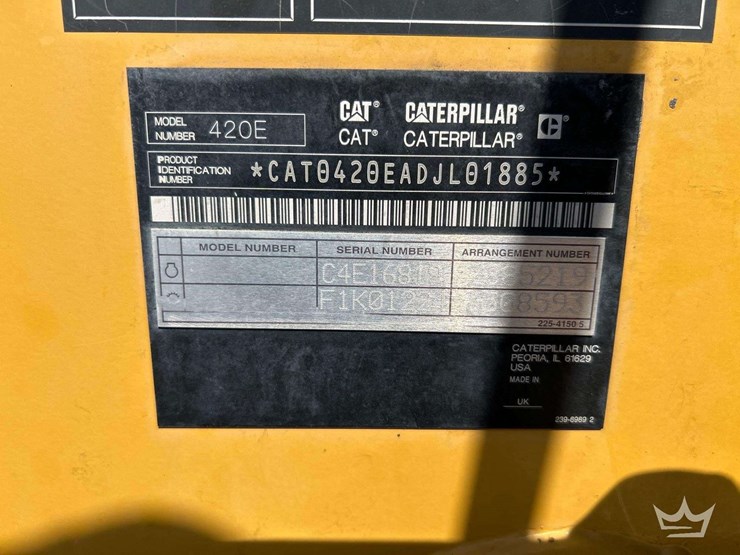 CAT® CATERPILLAR® C
CAT® CATERPILLAR®
MODEL
NUMBER 420E
PRODUCT
IDENTIFICATION
NUMBER
*CAT0420EADJL01885*
MODEL NUMBER SERIAL NUMBER ARRANGEMENT NUMBER
225-4150 5
CATERPILLAR INC.
PEORIA, IL 61629
USA
MADE IN
UK
239-6989 2